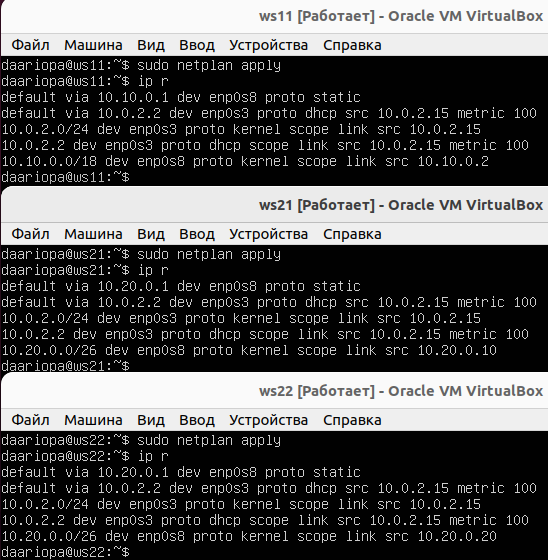 ws11 [Работает] - Oracle VM VirtualBox
Файл Машина Вид Ввод Устройства Справка
daariopa@ws11:~$ sudo netplan apply
daariopa@ws11:~$ ip r
default via 10.10.0.1 dev enp0s8 proto static
default via 10.0.2.2 dev enp0s3 proto dhcp src 10.0.2.15 metric 100
10.0.2.0/24 dev enp0s3 proto kernel scope link src 10.0.2.15
10.0.2.2 dev enp0s3 proto dhcp scope link src 10.0.2.15 metric 100
10.10.0.0/18 dev enp0s8 proto kernel scope link src 10.10.0.2
daariopa@ws11:~$
ws21 [Работает] - Oracle VM VirtualBox
Файл Машина Вид Ввод Устройства Справка
daariopa@ws21:~$ sudo netplan apply
daariopa@ws21:~$ ip r
default via 10.20.0.1 dev enp0s8 proto static
default via 10.0.2.2 dev enp0s3 proto dhcp src 10.0.2.15 metric 100
10.0.2.0/24 dev enp0s3 proto kernel scope link src 10.0.2.15
10.0.2.2 dev enp0s3 proto dhcp scope link src 10.0.2.15 metric 100
10.20.0.0/26 dev enp0s8 proto kernel scope link src 10.20.0.10
daariopa@ws21:~$
ws22 [Работает] - Oracle VM VirtualBox
Файл Машина Вид Ввод Устройства Справка
daariopa@ws22:~$ sudo netplan apply
daariopa@ws22:~$ ip r
default via 10.20.0.1 dev enp0s8 proto static
default via 10.0.2.2 dev enp0s3 proto dhcp src 10.0.2.15 metric 100
10.0.2.0/24 dev enp0s3 proto kernel scope link src 10.0.2.15
10.0.2.2 dev enp0s3 proto dhcp scope link src 10.0.2.15 metric 100
10.20.0.0/26 dev enp0s8 proto kernel scope link src 10.20.0.20
daariopa@ws22:~$